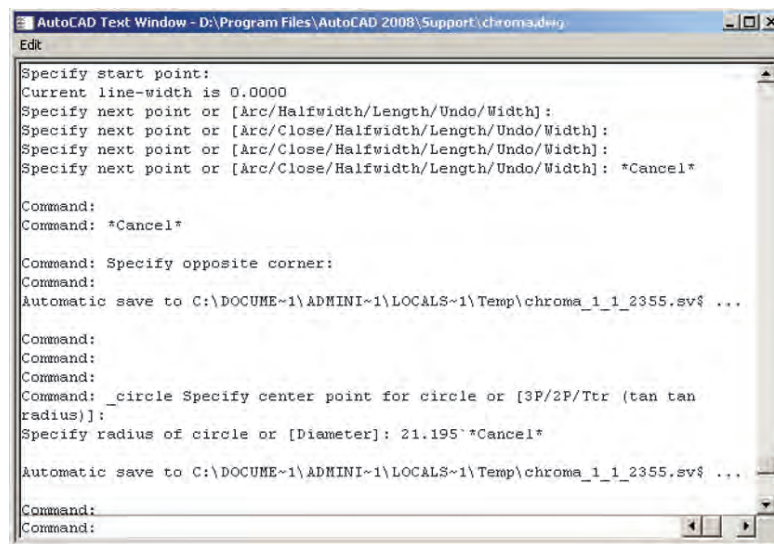 AutoCAD Text Window - D:\Program Files\AutoCAD 2008\Support\chroma.dwg
Edit
Specify start point:
Current line-width is 0.0000
Specify next point or [Arc/Halfwidth/Length/Undo/Width]:
Specify next point or [Arc/Close/Halfwidth/Length/Undo/Width]:
Specify next point or [Arc/Close/Halfwidth/Length/Undo/Width]:
Specify next point or [Arc/Close/Halfwidth/Length/Undo/Width]: *Cancel*
Command:
Command: *Cancel*
Command: Specify opposite corner:
Command:
Automatic save to C:\DOCUME~1\ADMINI~1\LOCALS~1\Temp\chroma_1_1_2355.sv$ ...
Command:
Command:
Command:
Command: _circle Specify center point for circle or [3P/2P/Ttr (tan tan
radius)]:
Specify radius of circle or [Diameter]: 21.195`*Cancel*
Automatic save to C:\DOCUME~1\ADMINI~1\LOCALS~1\Temp\chroma_1_1_2355.sv$ ...
Command:
Command: